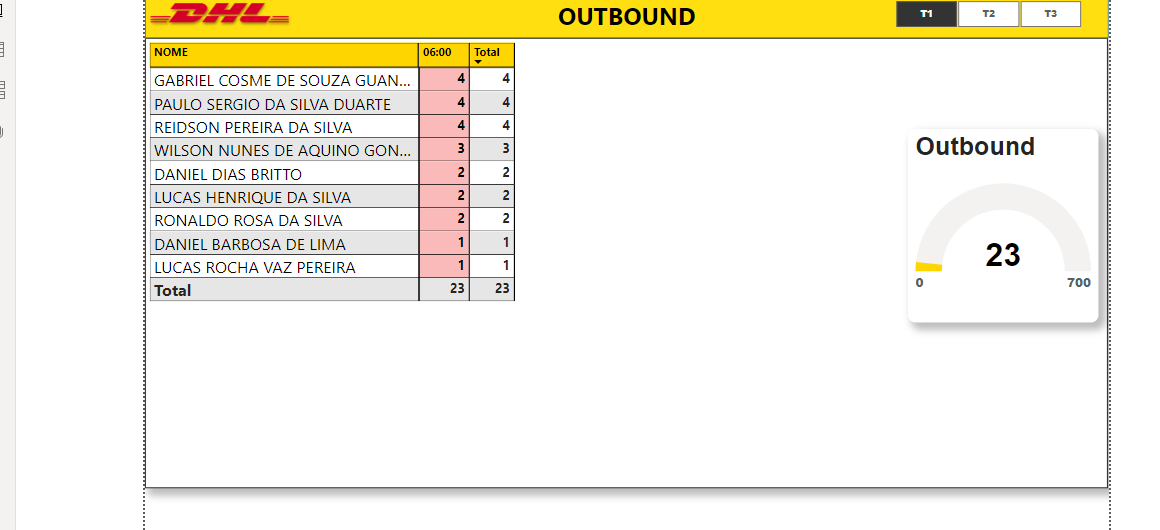 DHL
OUTBOUND
T1 T2 T3
NOME 06:00 Total
GABRIEL COSME DE SOUZA GUAN... 4 4
PAULO SERGIO DA SILVA DUARTE 4 4
REIDSON PEREIRA DA SILVA 4 4
WILSON NUNES DE AQUINO GON... 3 3
DANIEL DIAS BRITTO 2 2
LUCAS HENRIQUE DA SILVA 2 2
RONALDO ROSA DA SILVA 2 2
DANIEL BARBOSA DE LIMA 1 1
LUCAS ROCHA VAZ PEREIRA 1 1
Total 23 23
Outbound
23
0 700